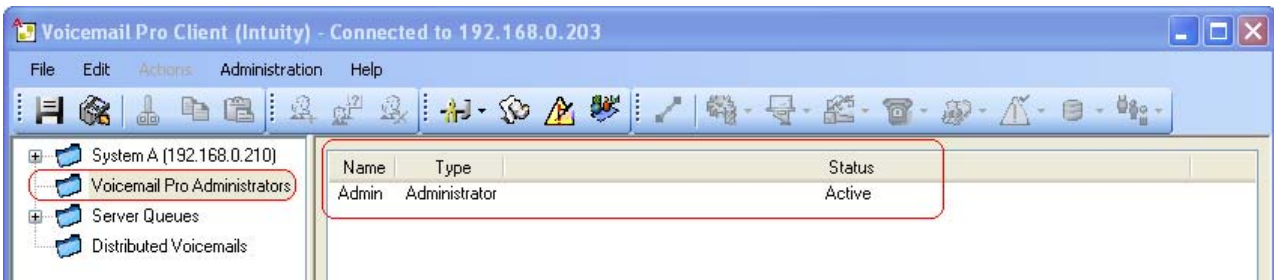 Voicemail Pro Client (Intuity) - Connected to 192.168.0.203
File Edit Actions Administration Help
System A (192.168.0.210)
Voicemail Pro Administrators
Server Queues
Distributed Voicemails
Name Type Status
Admin Administrator Active